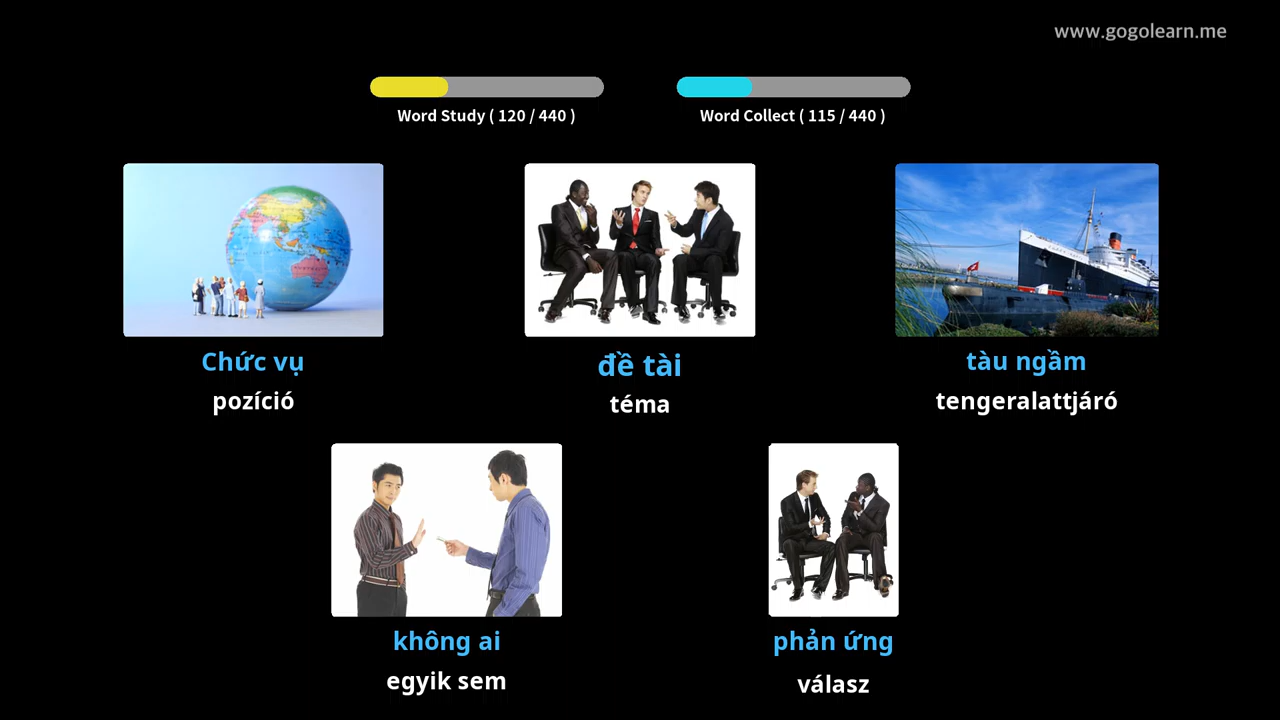 www.gogolearn.me
Word Study ( 120 / 440 )
Word Collect ( 115 / 440 )
Chức vụ
pozíció
đề tài
téma
tàu ngầm
tengeralattjáró
không ai
egyik sem
phản ứng
válasz